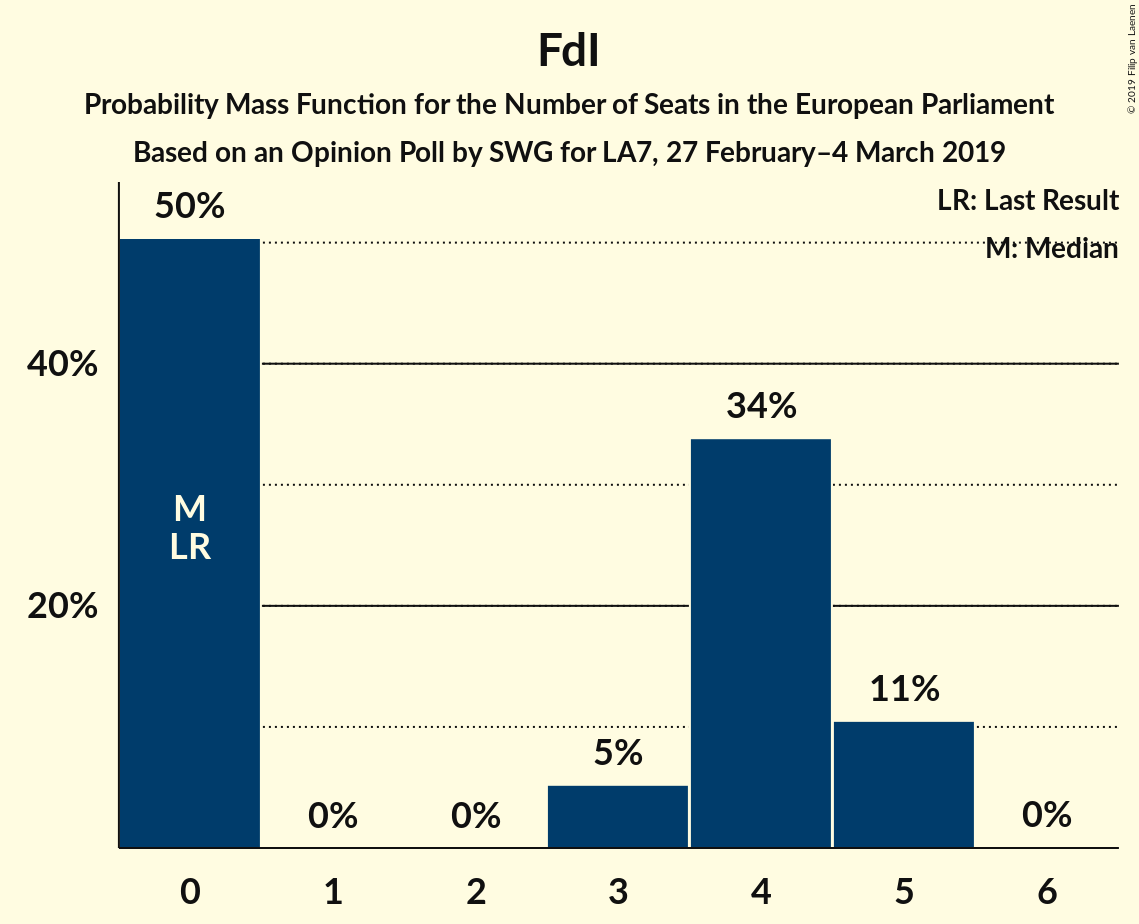 FdI
Probability Mass Function for the Number of Seats in the European Parliament
Based on an Opinion Poll by SWG for LA7, 27 February–4 March 2019
© 2019 Filip van Laenen
LR: Last Result
M: Median
50%
40%
34%
M
LR
20%
11%
5%
0%
0%
0%
0
1
2
3
4
5
6